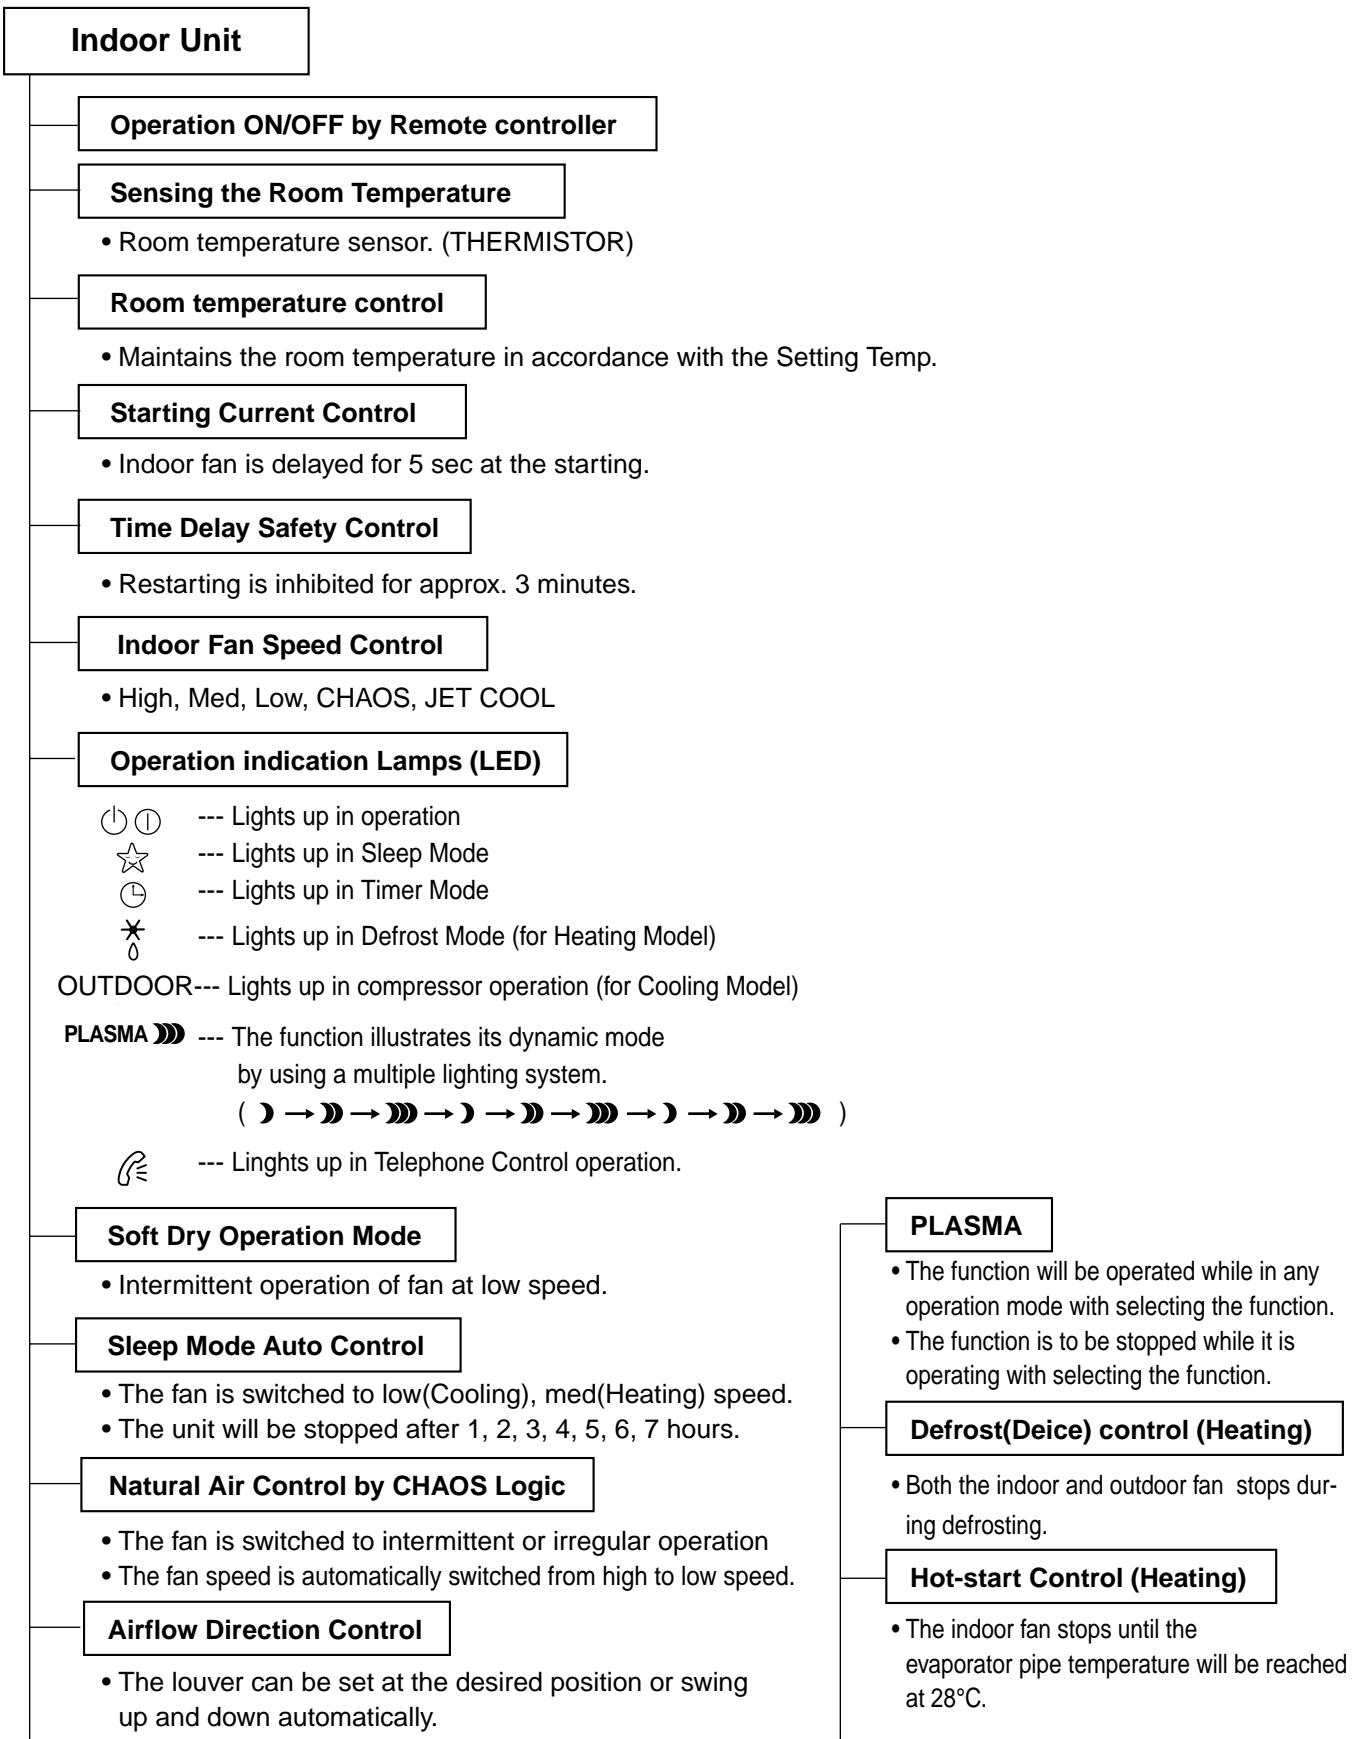 Indoor Unit
Operation ON/OFF by Remote controller
Sensing the Room Temperature
• Room temperature sensor. (THERMISTOR)
Room temperature control
• Maintains the room temperature in accordance with the Setting Temp.
Starting Current Control
• Indoor fan is delayed for 5 sec at the starting.
Time Delay Safety Control
• Restarting is inhibited for approx. 3 minutes.
Indoor Fan Speed Control
• High, Med, Low, CHAOS, JET COOL
Operation indication Lamps (LED)
--- Lights up in operation
--- Lights up in Sleep Mode
--- Lights up in Timer Mode
--- Lights up in Defrost Mode (for Heating Model)
OUTDOOR--- Lights up in compressor operation (for Cooling Model)
PLASMA --- The function illustrates its dynamic mode
by using a multiple lighting system.
( → → → → → → → → )
--- Linghts up in Telephone Control operation.
Soft Dry Operation Mode
• Intermittent operation of fan at low speed.
Sleep Mode Auto Control
• The fan is switched to low(Cooling), med(Heating) speed.
• The unit will be stopped after 1, 2, 3, 4, 5, 6, 7 hours.
Natural Air Control by CHAOS Logic
• The fan is switched to intermittent or irregular operation
• The fan speed is automatically switched from high to low speed.
Airflow Direction Control
• The louver can be set at the desired position or swing
up and down automatically.
PLASMA
• The function will be operated while in any
operation mode with selecting the function.
• The function is to be stopped while it is
operating with selecting the function.
Defrost(Deice) control (Heating)
• Both the indoor and outdoor fan stops dur-
ing defrosting.
Hot-start Control (Heating)
• The indoor fan stops until the
evaporator pipe temperature will be reached
at 28°C.